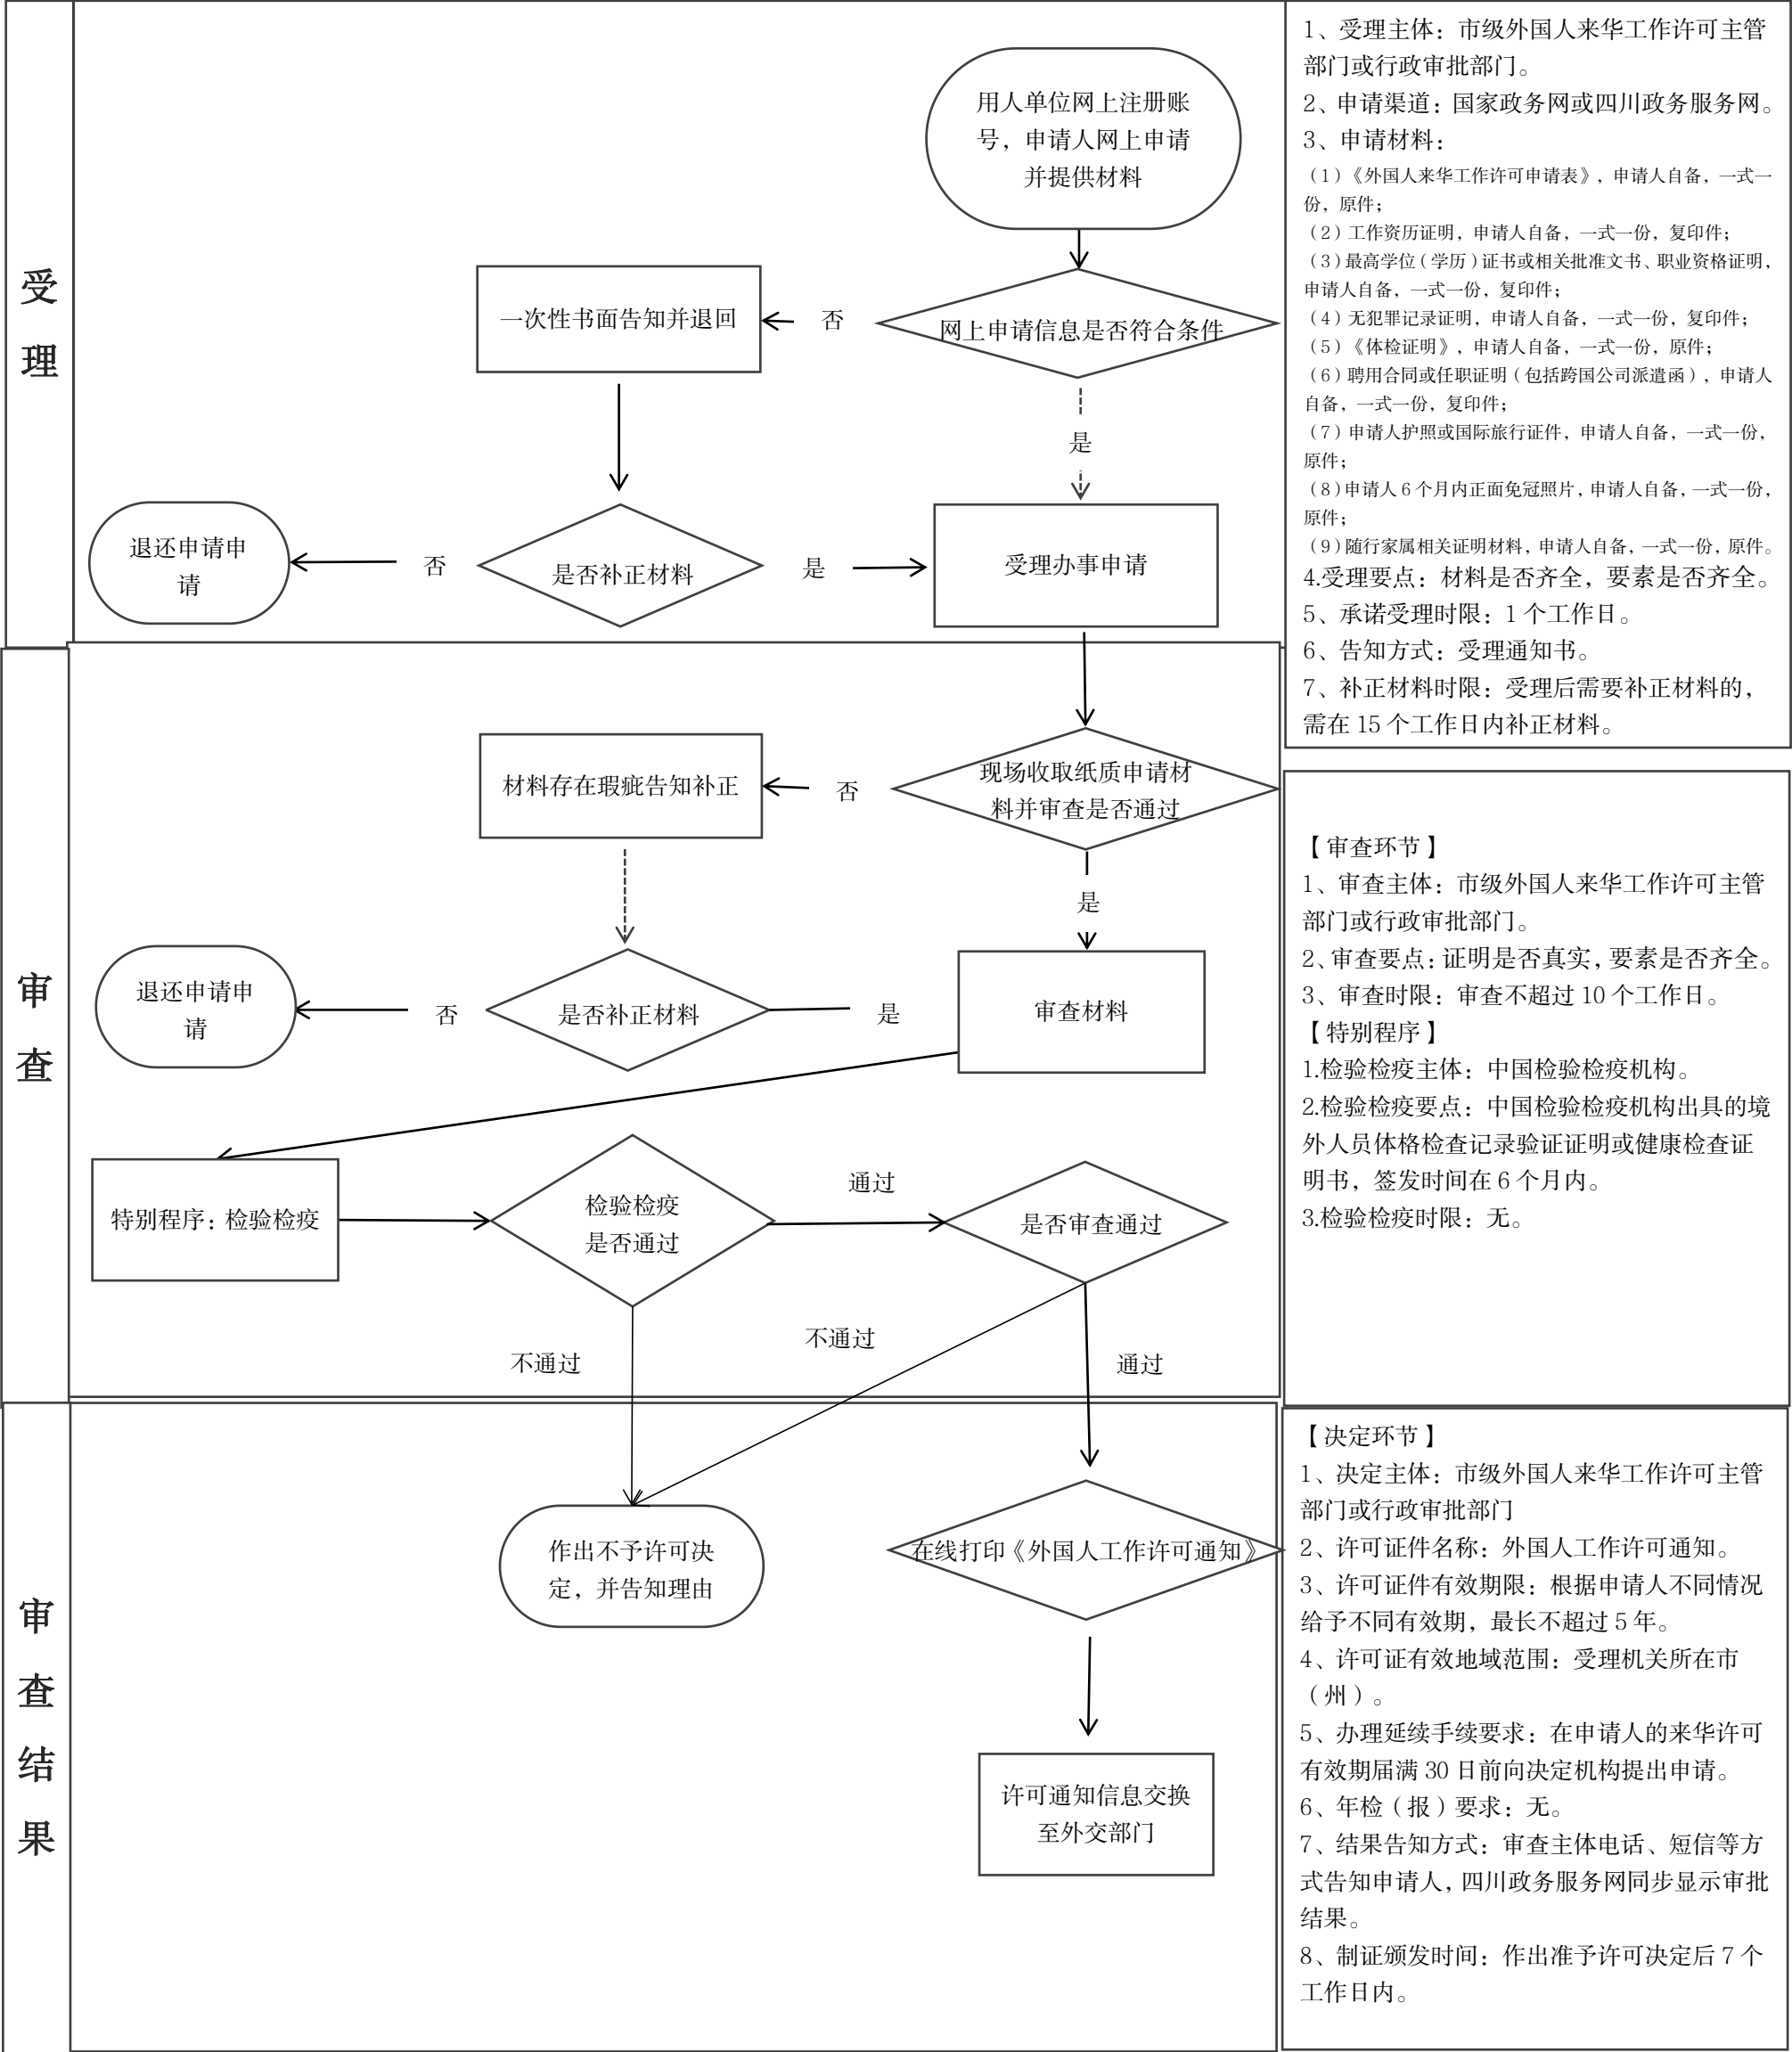 受
理
用人单位网上注册账
号，申请人网上申请
并提供材料
网上申请信息是否符合条件
否
一次性书面告知并退回
是
退还申请申
请
否
是否补正材料
是
受理办事申请
1、受理主体：市级外国人来华工作许可主管
部门或行政审批部门。
2、申请渠道：国家政务网或四川政务服务网。
3、申请材料：
（1）《外国人来华工作许可申请表》，申请人自备，一式一
份，原件；
（2）工作资历证明，申请人自备，一式一份，复印件；
（3）最高学位（学历）证书或相关批准文书、职业资格证明，
申请人自备，一式一份，复印件；
（4）无犯罪记录证明，申请人自备，一式一份，复印件；
（5）《体检证明》，申请人自备，一式一份，原件；
（6）聘用合同或任职证明（包括跨国公司派遣函），申请人
自备，一式一份，复印件；
（7）申请人护照或国际旅行证件，申请人自备，一式一份，
原件；
（8）申请人 6 个月内正面免冠照片，申请人自备，一式一份，
原件；
（9）随行家属相关证明材料，申请人自备，一式一份，原件。
4.受理要点：材料是否齐全，要素是否齐全。
5、承诺受理时限：1 个工作日。
6、告知方式：受理通知书。
7、补正材料时限：受理后需要补正材料的，
需在 15 个工作日内补正材料。
审
查
现场收取纸质申请材
料并审查是否通过
否
材料存在瑕疵告知补正
是
退还申请申
请
否
是否补正材料
是
审查材料
特别程序：检验检疫
检验检疫
是否通过
通过
是否审查通过
不通过
不通过
通过
【审查环节】
1、审查主体：市级外国人来华工作许可主管
部门或行政审批部门。
2、审查要点：证明是否真实，要素是否齐全。
3、审查时限：审查不超过 10 个工作日。
【特别程序】
1.检验检疫主体：中国检验检疫机构。
2.检验检疫要点：中国检验检疫机构出具的境
外人员体格检查记录验证证明或健康检查证
明书，签发时间在 6 个月内。
3.检验检疫时限：无。
审
查
结
果
作出不予许可决
定，并告知理由
在线打印《外国人工作许可通知》
许可通知信息交换
至外交部门
【决定环节】
1、决定主体：市级外国人来华工作许可主管
部门或行政审批部门
2、许可证件名称：外国人工作许可通知。
3、许可证件有效期限：根据申请人不同情况
给予不同有效期，最长不超过 5 年。
4、许可证有效地域范围：受理机关所在市
（州）。
5、办理延续手续要求：在申请人的来华许可
有效期届满 30 日前向决定机构提出申请。
6、年检（报）要求：无。
7、结果告知方式：审查主体电话、短信等方
式告知申请人，四川政务服务网同步显示审批
结果。
8、制证颁发时间：作出准予许可决定后 7 个
工作日内。